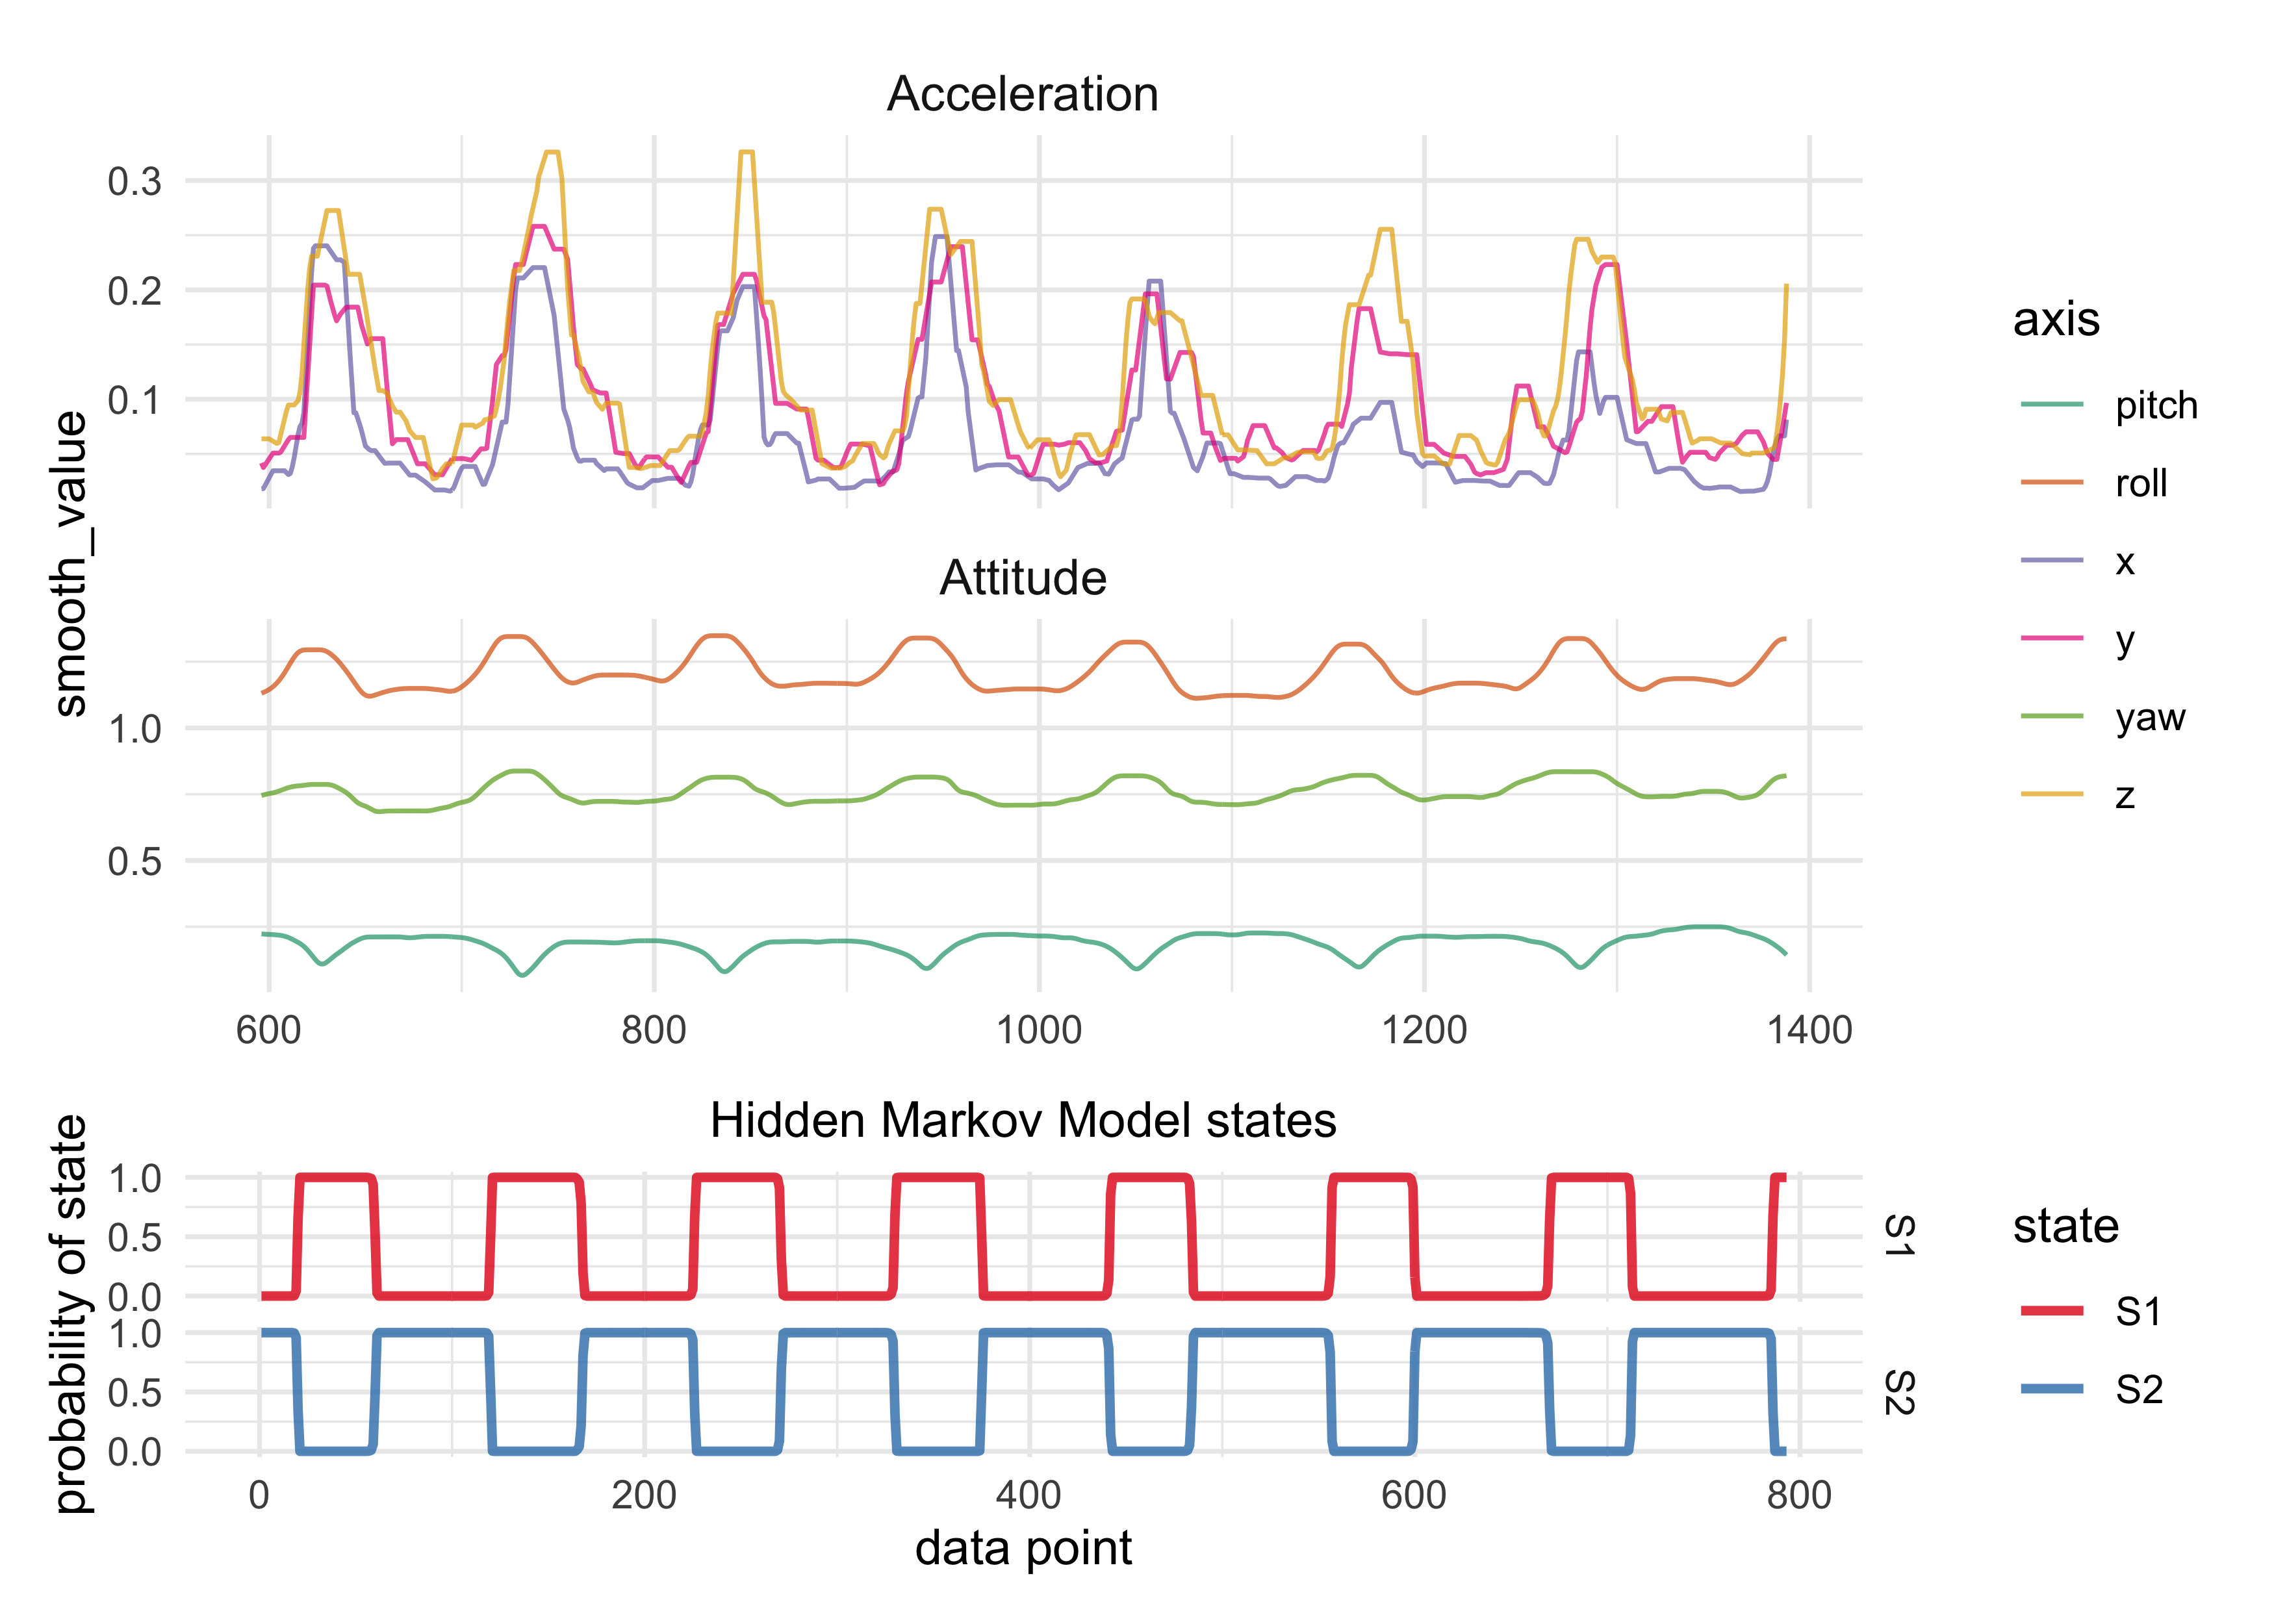 Acceleration
smooth_value
0.3
0.2
0.1
Attitude
1.0
0.5
600 800 1000 1200 1400
axis
pitch
roll
x
y
yaw
z
Hidden Markov Model states
probability of state
1.0
0.5
0.0
S1
1.0
0.5
0.0
S2
0 200 400 600 800
data point
state
S1
S2